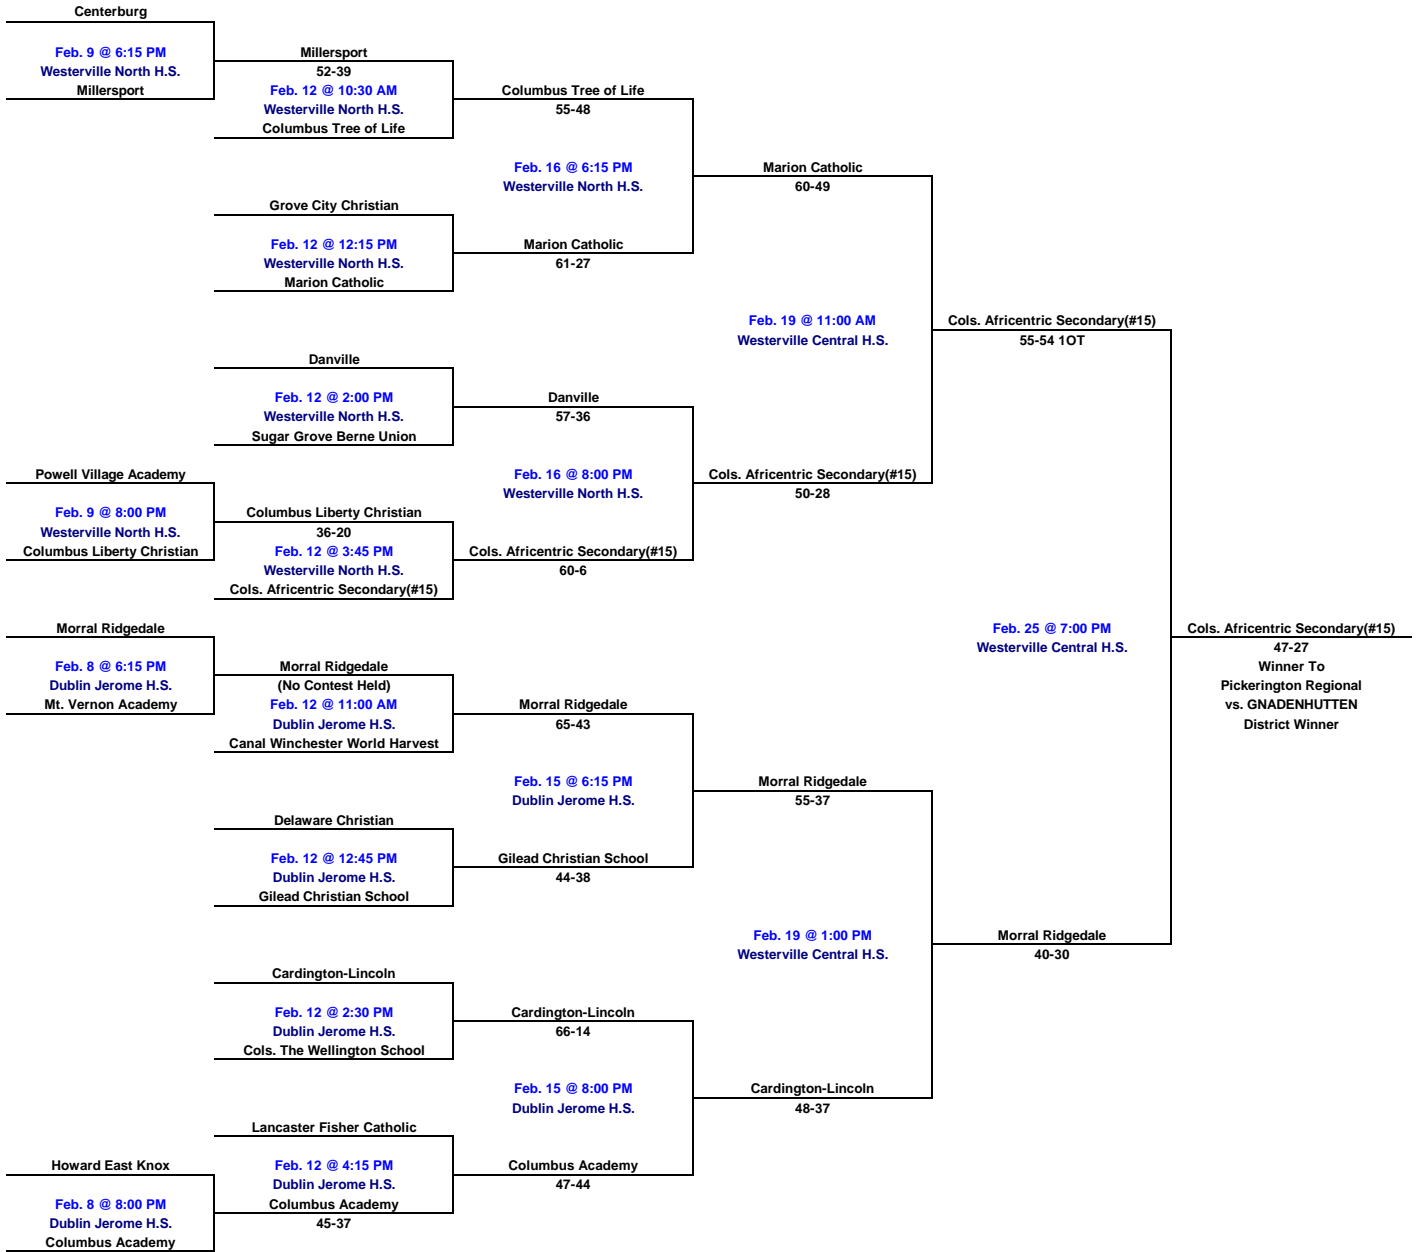 Centerburg
Feb. 9 @ 6:15 PM
Westerville North H.S.
Millersport
Millersport
52-39
Feb. 12 @ 10:30 AM
Westerville North H.S.
Columbus Tree of Life
Columbus Tree of Life
55-48
Feb. 16 @ 6:15 PM
Westerville North H.S.
Grove City Christian
Feb. 12 @ 12:15 PM
Westerville North H.S.
Marion Catholic
Marion Catholic
61-27
Marion Catholic
60-49
Feb. 19 @ 11:00 AM
Westerville Central H.S.
Danville
Feb. 12 @ 2:00 PM
Westerville North H.S.
Sugar Grove Berne Union
Danville
57-36
Feb. 16 @ 8:00 PM
Westerville North H.S.
Powell Village Academy
Feb. 9 @ 8:00 PM
Westerville North H.S.
Columbus Liberty Christian
Columbus Liberty Christian
36-20
Feb. 12 @ 3:45 PM
Westerville North H.S.
Cols. Africentric Secondary(#15)
Cols. Africentric Secondary(#15)
60-6
Cols. Africentric Secondary(#15)
50-28
Cols. Africentric Secondary(#15)
55-54 1OT
Feb. 25 @ 7:00 PM
Westerville Central H.S.
Cols. Africentric Secondary(#15)
47-27
Winner To
Pickerington Regional
vs. GNADENHUTTEN
District Winner
Morral Ridgedale
Feb. 8 @ 6:15 PM
Dublin Jerome H.S.
Mt. Vernon Academy
Morral Ridgedale
(No Contest Held)
Feb. 12 @ 11:00 AM
Dublin Jerome H.S.
Canal Winchester World Harvest
Morral Ridgedale
65-43
Feb. 15 @ 6:15 PM
Dublin Jerome H.S.
Delaware Christian
Feb. 12 @ 12:45 PM
Dublin Jerome H.S.
Gilead Christian School
Gilead Christian School
44-38
Morral Ridgedale
55-37
Feb. 19 @ 1:00 PM
Westerville Central H.S.
Morral Ridgedale
40-30
Cardington-Lincoln
Feb. 12 @ 2:30 PM
Dublin Jerome H.S.
Cols. The Wellington School
Cardington-Lincoln
66-14
Feb. 15 @ 8:00 PM
Dublin Jerome H.S.
Cardington-Lincoln
48-37
Lancaster Fisher Catholic
Feb. 12 @ 4:15 PM
Dublin Jerome H.S.
Columbus Academy
45-37
Columbus Academy
47-44
Howard East Knox
Feb. 8 @ 8:00 PM
Dublin Jerome H.S.
Columbus Academy